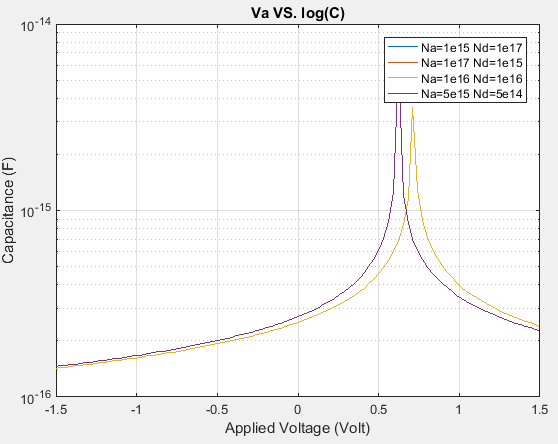 Va VS. log(C)
10-14
Na=1e15 Nd=1e17
Na=1e17 Nd=1e15
Na=1e16 Nd=1e16
Na=5e15 Nd=5e14
Capacitance (F)
10-15
10-16
-1.5 -1 -0.5 0 0.5 1 1.5
Applied Voltage (Volt)